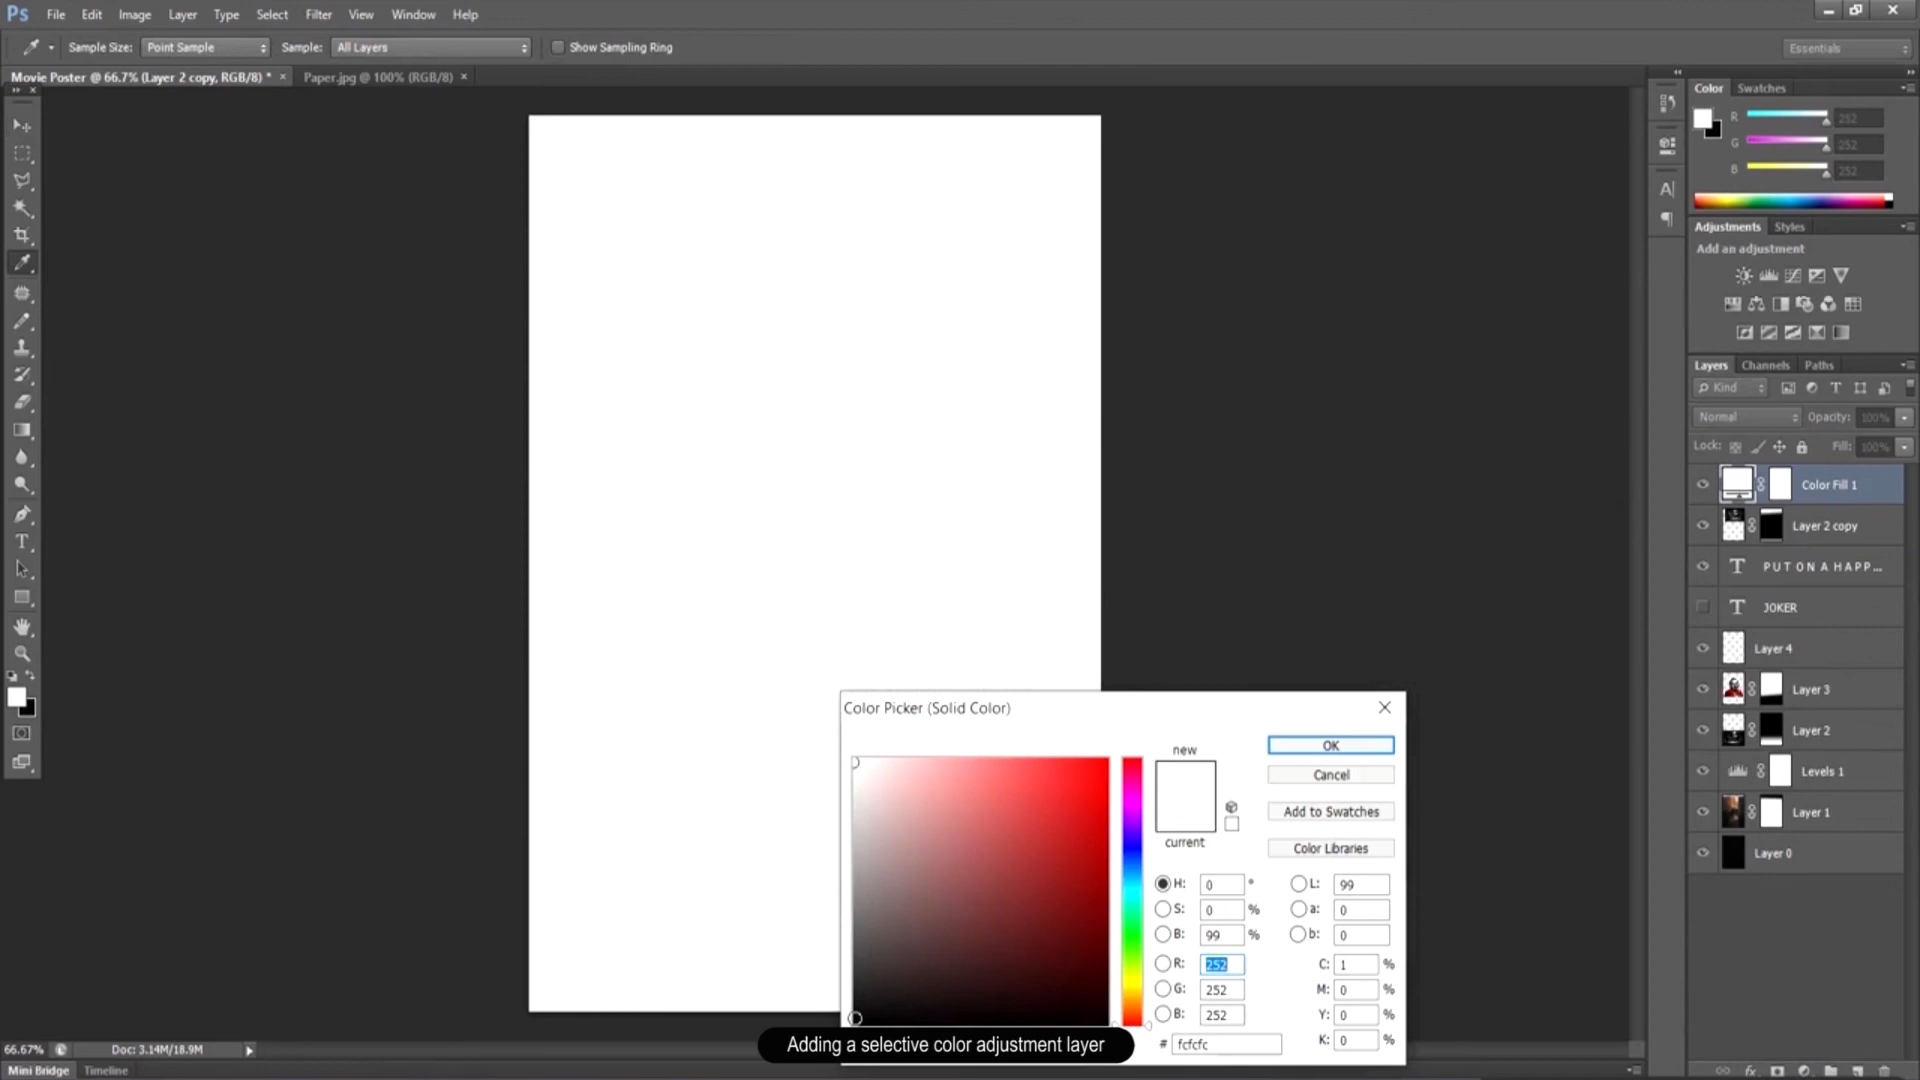 Ps File Edit Image Layer Type Select Filter View Window Help
Sample Size: Point Sample Sample: All Layers Show Sampling Ring Essentials
Movie Poster @ 66.7% (Layer 2 copy, RGB/8) * × Paper.jpg @ 100% (RGB/8) ×
Color Swatches
R 252
G 252
B 252
Adjustments Styles
Add an adjustment
Layers Channels Paths
Kind
Normal Opacity: 100%
Lock: Fill: 100%
Color Fill 1
Layer 2 copy
PUT ON A HAPP...
JOKER
Layer 4
Layer 3
Layer 2
Levels 1
Layer 1
Layer 0
Color Picker (Solid Color)
new
current
OK
Cancel
Add to Swatches
Color Libraries
H: 0 ° L: 99
S: 0 % a: 0
B: 99 % b: 0
R: 252 C: 1 %
G: 252 M: 0 %
B: 252 Y: 0 %
# fcfcfc K: 0 %
Adding a selective color adjustment layer
66.67% Doc: 3.14M/18.9M
Mini Bridge Timeline